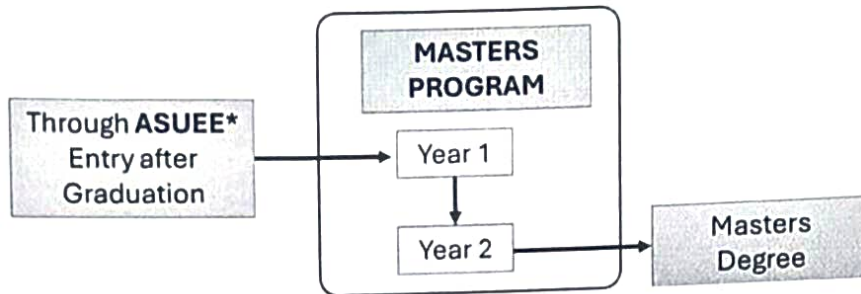 MASTERS
PROGRAM
Through ASUEE*
Entry after
Graduation
Year 1
Year 2
Masters
Degree